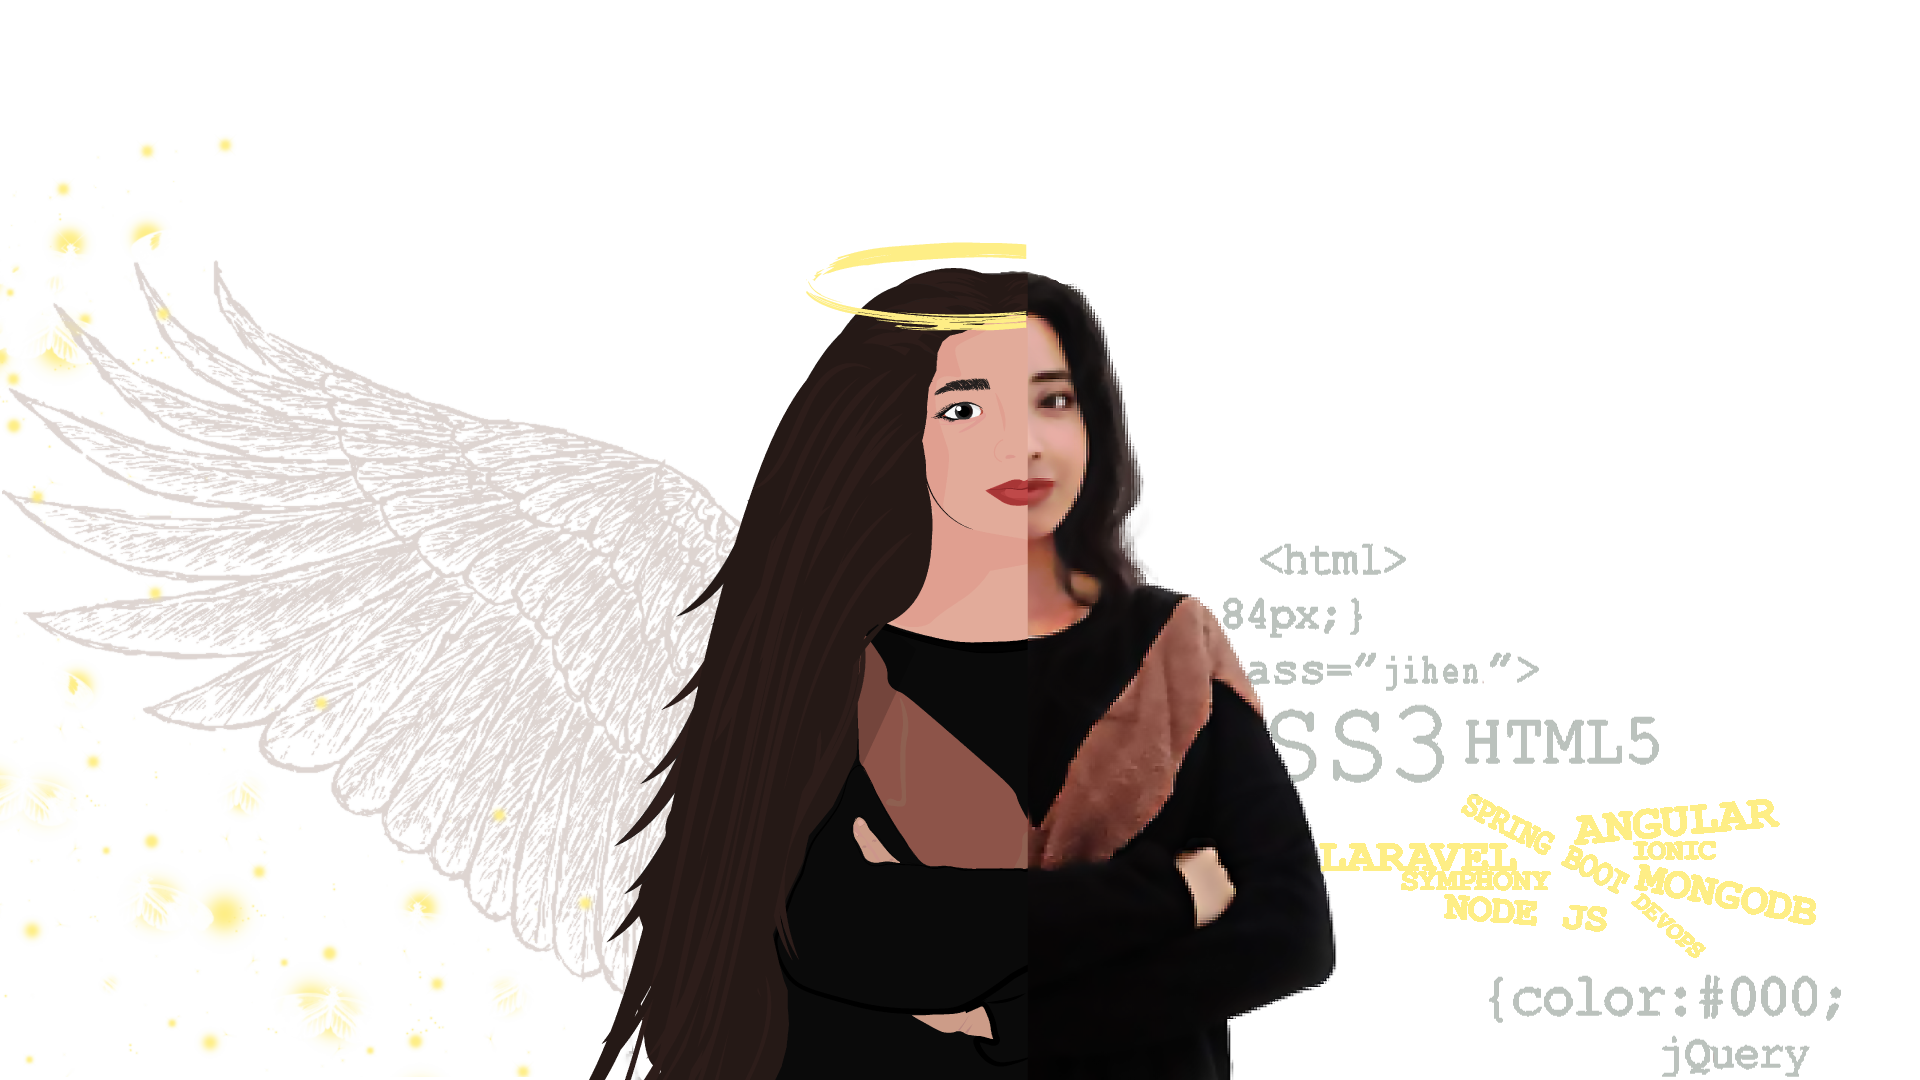 <html>
84px;}
ass=”jihen”>
SS3 HTML5
SPRING BOOT
ANGULAR
IONIC
LARAVEL
SYMPHONY
MONGODB
NODE JS
DEVOPS
{color:#000;
jQuery